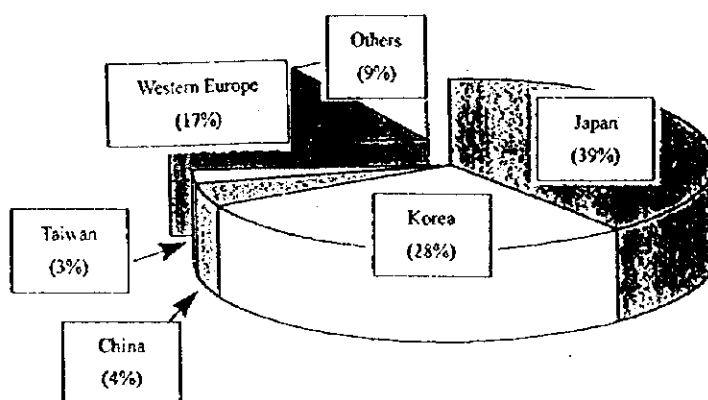 Others
(9%)
Western Europe
(17%)
Japan
(39%)
Korea
(28%)
Taiwan
(3%)
China
(4%)